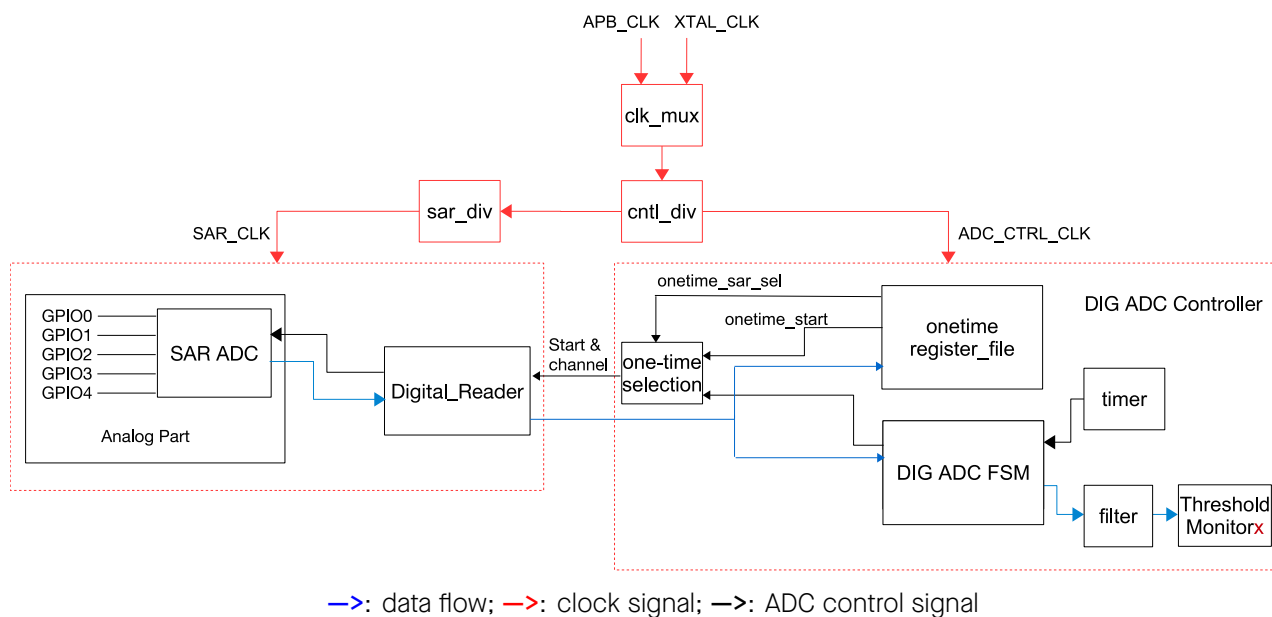 APB_CLK XTAL_CLK
clk_mux
sar_div
cntl_div
SAR_CLK
ADC_CTRL_CLK
GPIO0
GPIO1
GPIO2
GPIO3
GPIO4
SAR ADC
Analog Part
Digital_Reader
Start &
channel
onetime_sar_sel
onetime_start
one-time
selection
onetime
register_file
DIG ADC Controller
timer
DIG ADC FSM
filter
Threshold
Monitorx
—>: data flow; —>: clock signal; —>: ADC control signal